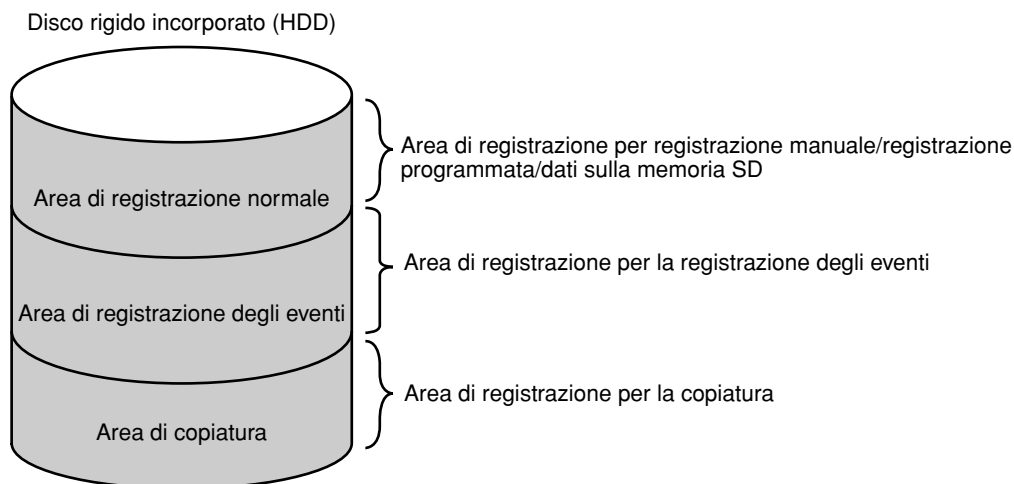 Disco rigido incorporato (HDD)
Area di registrazione per registrazione manuale/registrazione
programmata/dati sulla memoria SD
Area di registrazione normale
Area di registrazione per la registrazione degli eventi
Area di registrazione degli eventi
Area di registrazione per la copiatura
Area di copiatura